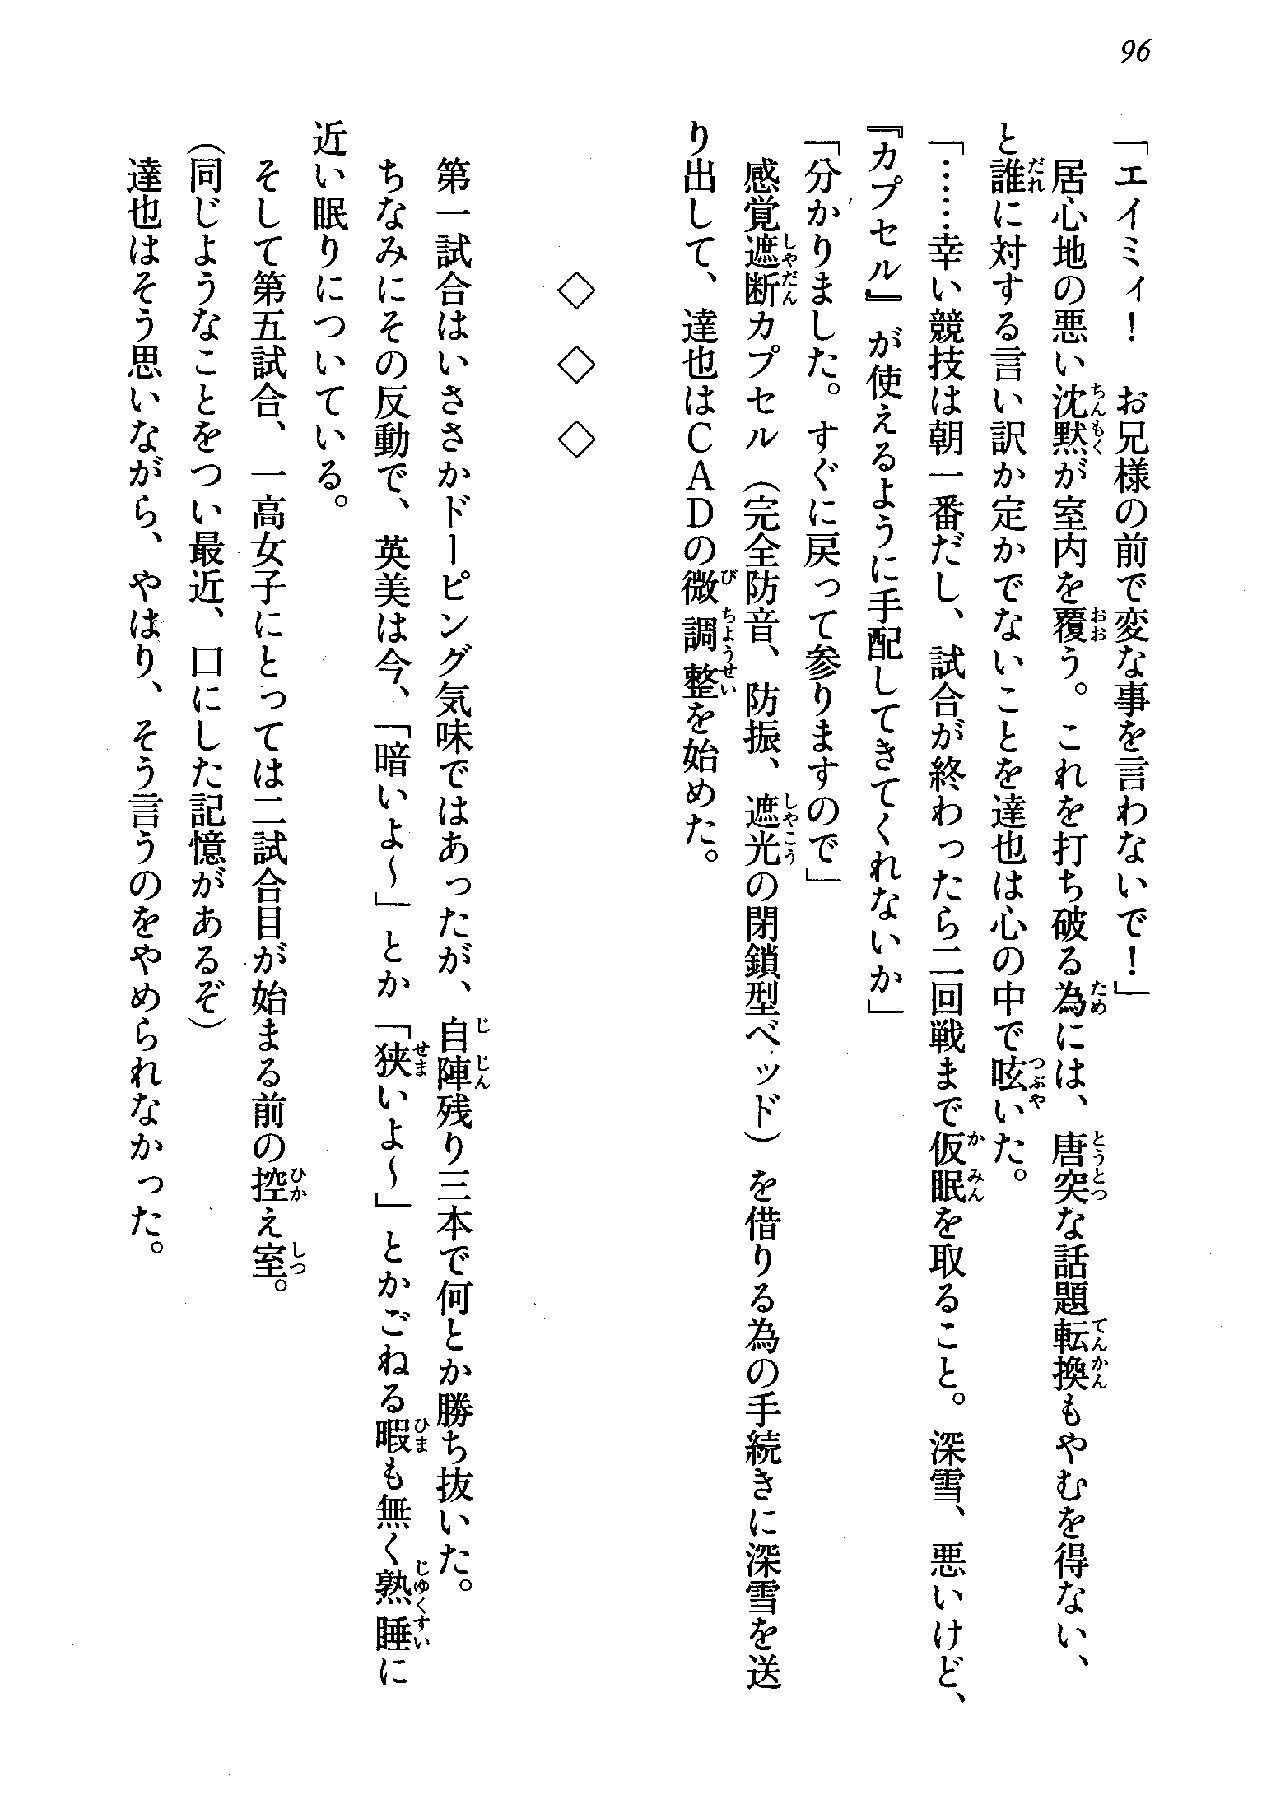 96
「エイミィ！　お兄様の前で変な事を言わないで！」
　居心地の悪い沈黙が室内を覆う。これを打ち破る為には、唐突な話題転換もやむを得ない、
と誰に対する言い訳か定かでないことを達也は心の中で呟いた。
「……幸い競技は朝一番だし、試合が終わったら二回戦まで仮眠を取ること。深雪、悪いけど、
『カプセル』が使えるように手配してきてくれないか」
「分かりました。すぐに戻って参りますので」
　感覚遮断カプセル（完全防音、防振、遮光の閉鎖型ベッド）を借りる為の手続きに深雪を送
り出して、達也はＣＡＤの微調整を始めた。
◇　◇　◇
　第一試合はいささかドーピング気味ではあったが、自陣残り三本で何とか勝ち抜いた。
　ちなみにその反動で、英美は今、「暗いよ～」とか「狭いよ～」とかごねる暇も無く熟睡に
近い眠りについている。
　そして第五試合、一高女子にとっては二試合目が始まる前の控え室。
（同じようなことをつい最近、口にした記憶があるぞ）
　達也はそう思いながら、やはり、そう言うのをやめられなかった。